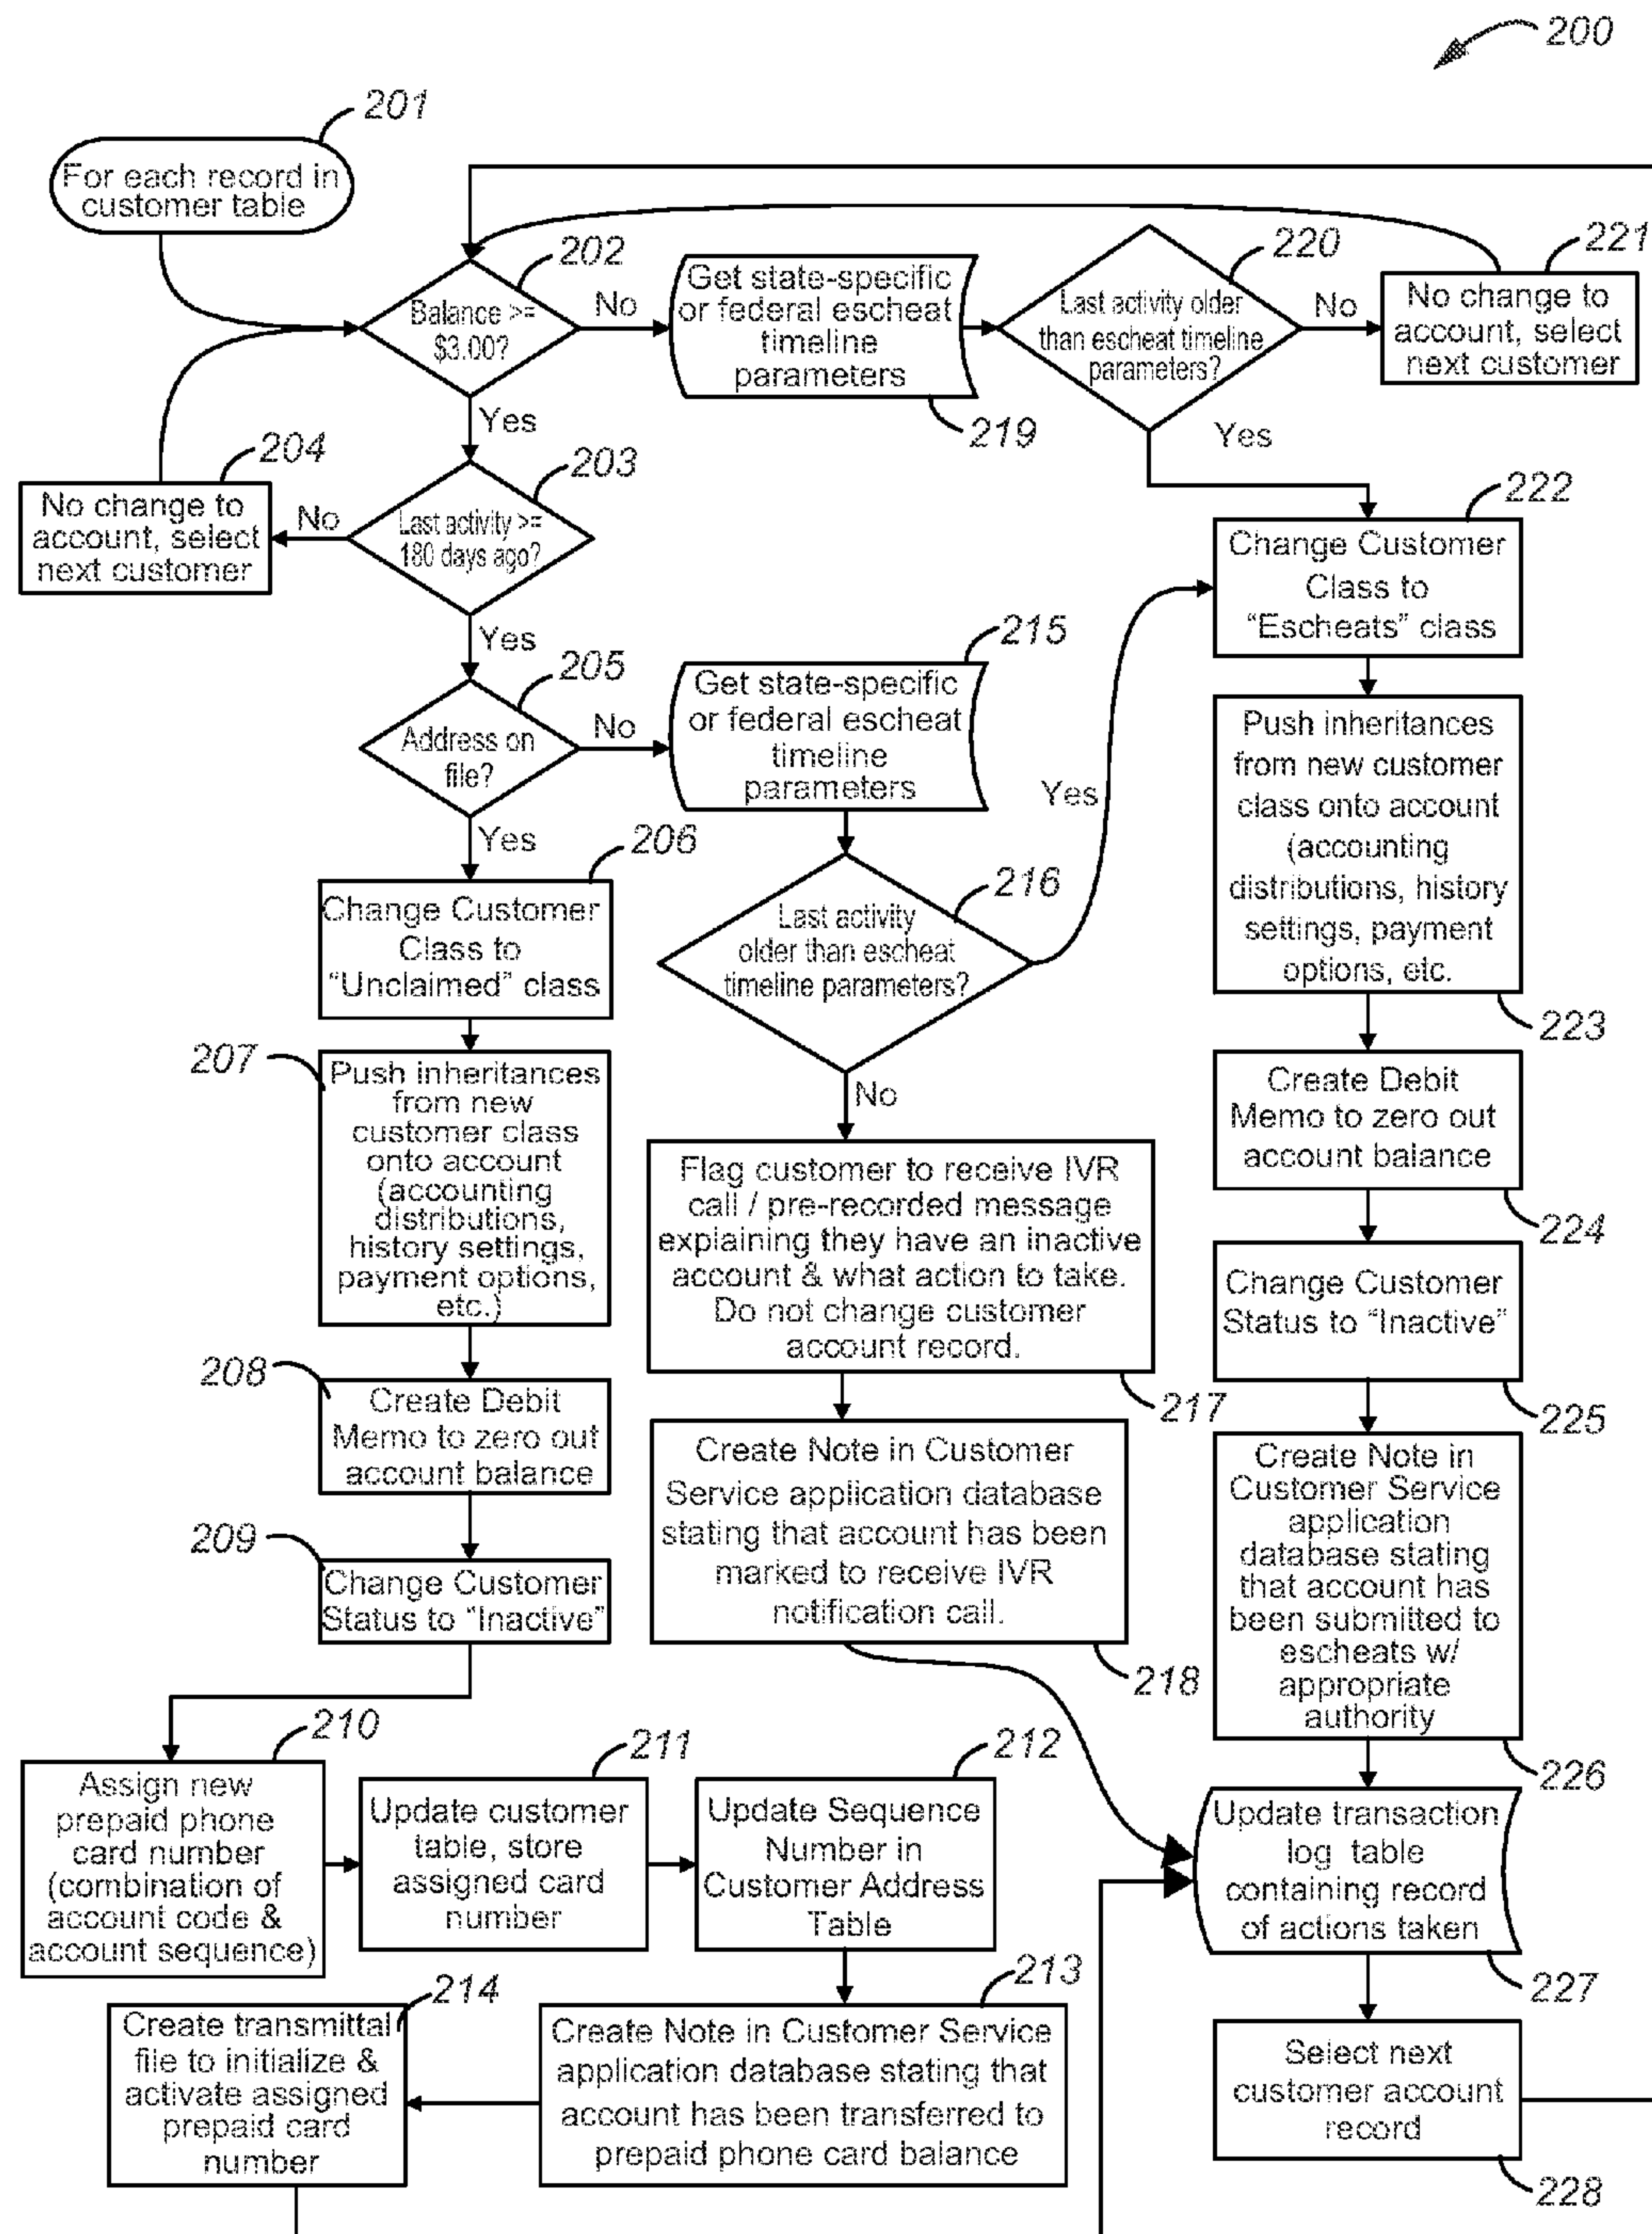 200
201
For each record in
customer table
202
Balance >=
$3.00?
No
Yes
Get state-specific
or federal escheat
timeline
parameters
219
220
Last activity older
than escheat timeline
parameters?
No
Yes
221
No change to
account, select
next customer
203
Last activity >=
180 days ago?
No
Yes
204
No change to
account, select
next customer
205
Address on
file?
No
Yes
215
Get state-specific
or federal escheat
timeline
parameters
216
Last activity
older than escheat
timeline parameters?
Yes
No
206
Change Customer
Class to
“Unclaimed” class
207
Push inheritances
from new
customer class
onto account
(accounting
distributions,
history settings,
payment options,
etc.)
208
Create Debit
Memo to zero out
account balance
209
Change Customer
Status to “Inactive”
210
Assign new
prepaid phone
card number
(combination of
account code &
account sequence)
211
Update customer
table, store
assigned card
number
212
Update Sequence
Number in
Customer Address
Table
213
Create Note in Customer Service
application database stating that
account has been transferred to
prepaid phone card balance
214
Create transmittal
file to initialize &
activate assigned
prepaid card
number
Flag customer to receive IVR
call / pre-recorded message
explaining they have an inactive
account & what action to take.
Do not change customer
account record.
217
Create Note in Customer
Service application database
stating that account has been
marked to receive IVR
notification call.
218
222
Change Customer
Class to
“Escheats” class
Push inheritances
from new customer
class onto account
(accounting
distributions, history
settings, payment
options, etc.
223
Create Debit
Memo to zero out
account balance
224
Change Customer
Status to “Inactive”
225
Create Note in
Customer Service
application
database stating
that account has
been submitted to
escheats w/
appropriate
authority
226
Update transaction
log table
containing record
of actions taken
227
Select next
customer account
record
228